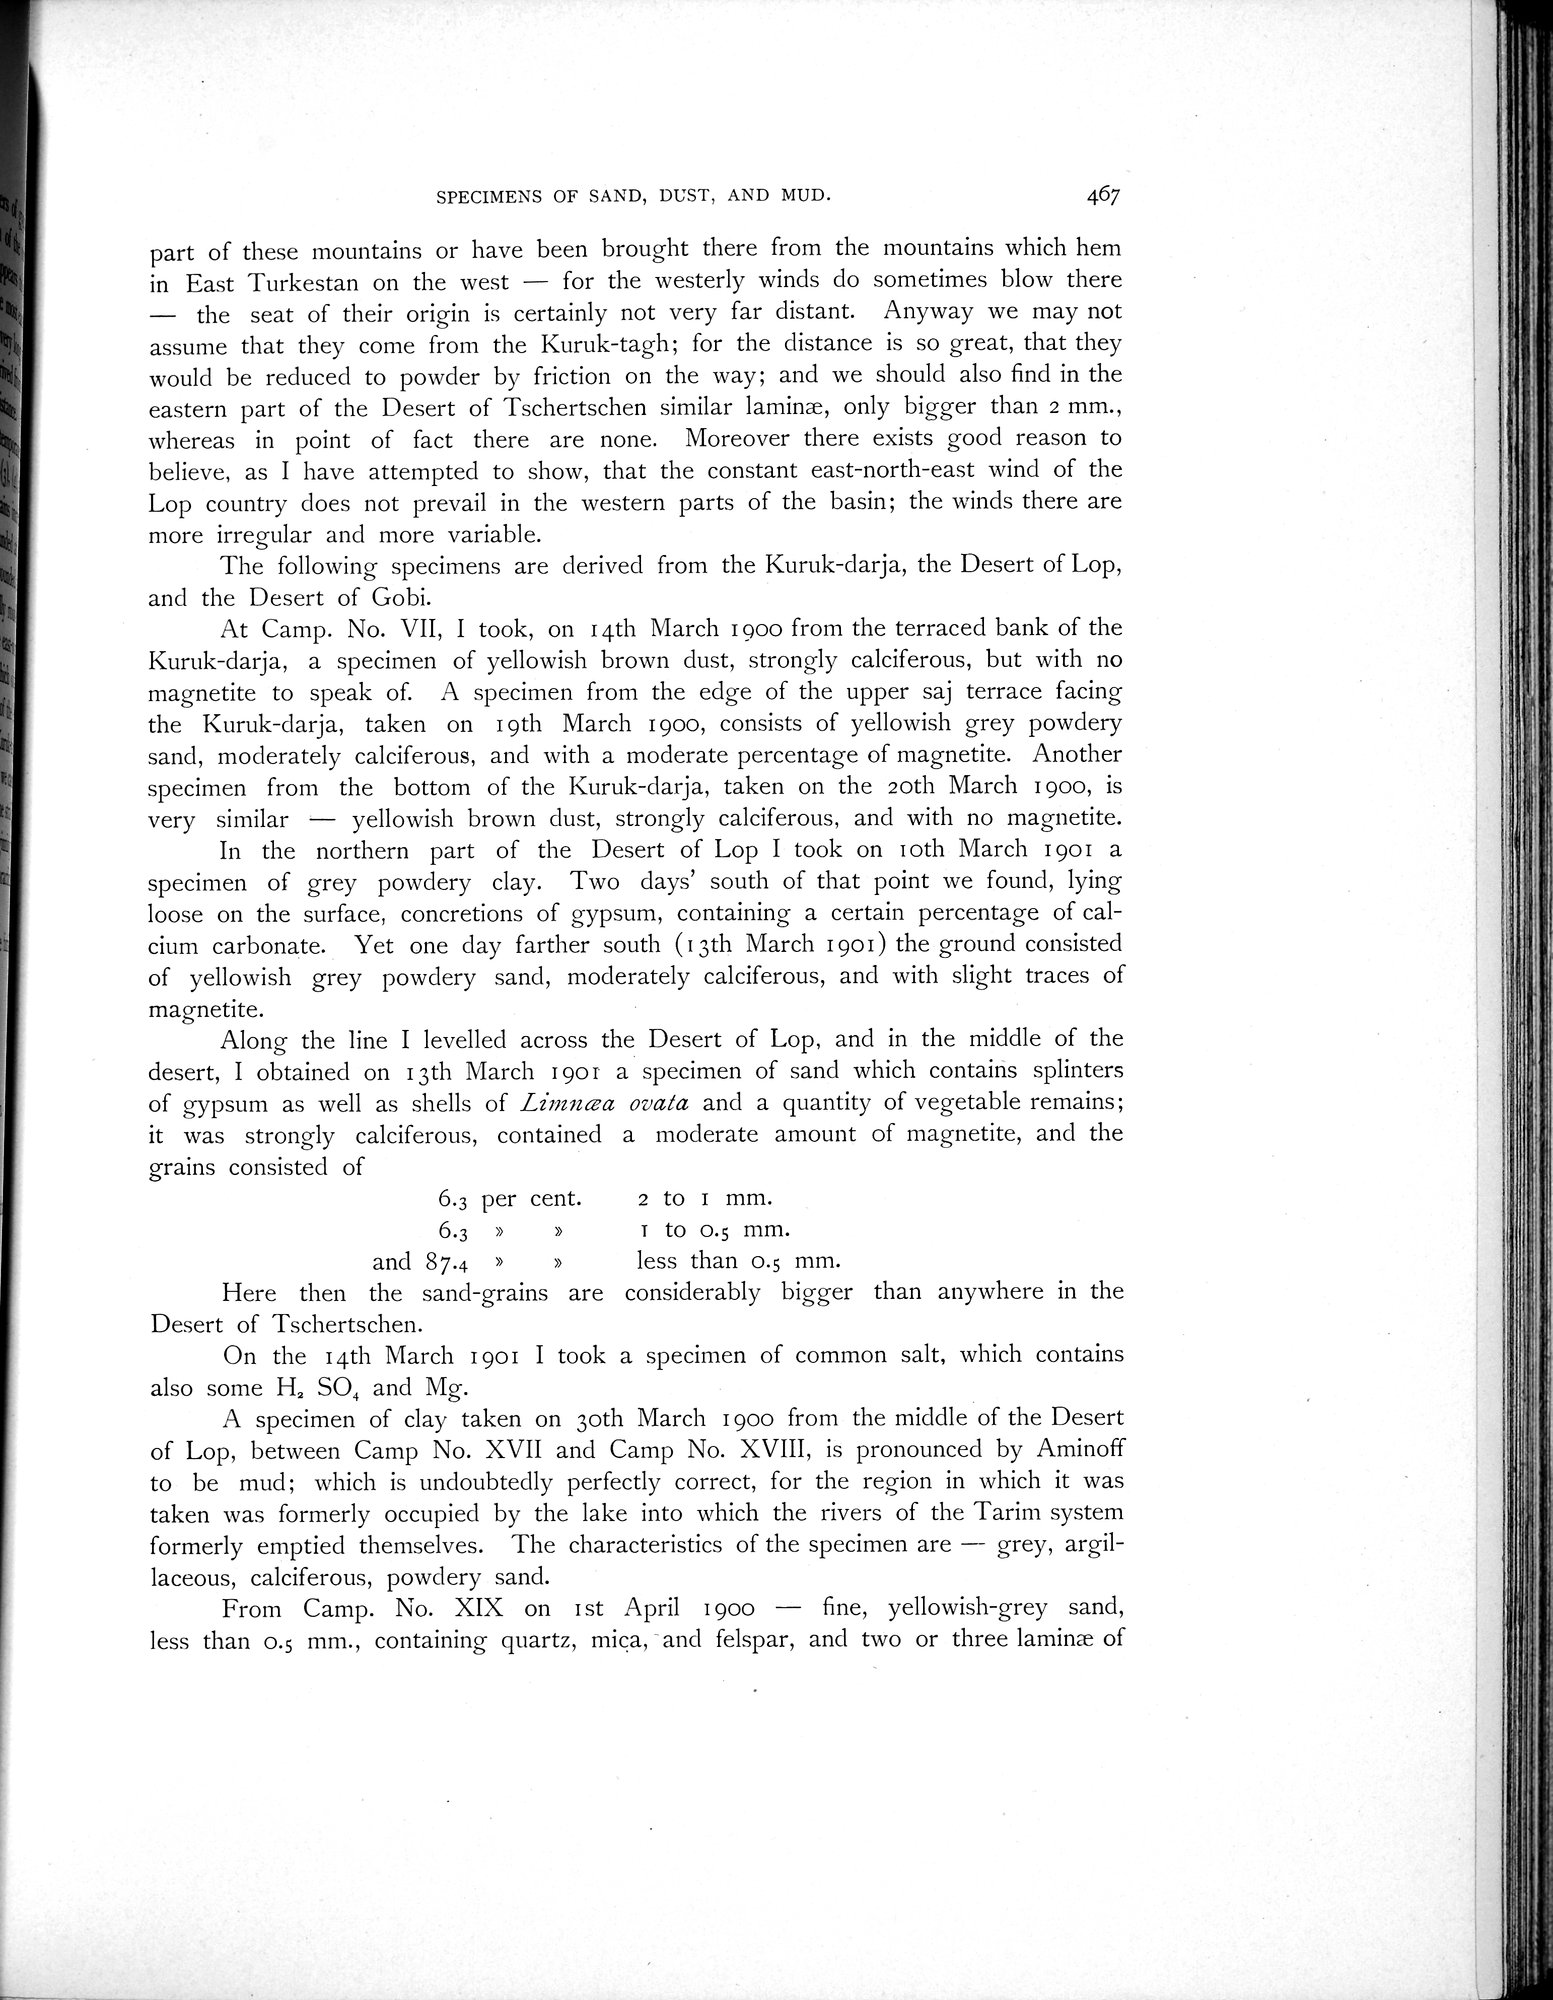 SPECIMENS OF SAND, DUST, AND MUD. 467
part of these mountains or have been brought there from the mountains which hem
in East Turkestan on the west — for the westerly winds do sometimes blow there
— the seat of their origin is certainly not very far distant. Anyway we may not
assume that they come from the Kuruk-tagh; for the distance is so great, that they
would be reduced to powder by friction on the way; and we should also find in the
eastern part of the Desert of Tschertschen similar laminæ, only bigger than 2 mm.,
whereas in point of fact there are none. Moreover there exists good reason to
believe, as I have attempted to show, that the constant east-north-east wind of the
Lop country does not prevail in the western parts of the basin; the winds there are
more irregular and more variable.
The following specimens are derived from the Kuruk-darja, the Desert of Lop,
and the Desert of Gobi.
At Camp. No. VII, I took, on 14th March 1900 from the terraced bank of the
Kuruk-darja, a specimen of yellowish brown dust, strongly calciferous, but with no
magnetite to speak of. A specimen from the edge of the upper saj terrace facing
the Kuruk-darja, taken on 19th March 1900, consists of yellowish grey powdery
sand, moderately calciferous, and with a moderate percentage of magnetite. Another
specimen from the bottom of the Kuruk-darja, taken on the 20th March 1900, is
very similar — yellowish brown dust, strongly calciferous, and with no magnetite.
In the northern part of the Desert of Lop I took on 10th March 1901 a
specimen of grey powdery clay. Two days' south of that point we found, lying
loose on the surface, concretions of gypsum, containing a certain percentage of cal-
cium carbonate. Yet one day farther south (13th March 1901) the ground consisted
of yellowish grey powdery sand, moderately calciferous, and with slight traces of
magnetite.
Along the line I levelled across the Desert of Lop, and in the middle of the
desert, I obtained on 13th March 1901 a specimen of sand which contains splinters
of gypsum as well as shells of Limnœa ovata and a quantity of vegetable remains;
it was strongly calciferous, contained a moderate amount of magnetite, and the
grains consisted of
6.3 per cent. 2 to 1 mm.
6.3 » » 1 to 0.5 mm.
and 87.4 » » less than 0.5 mm.
Here then the sand-grains are considerably bigger than anywhere in the
Desert of Tschertschen.
On the 14th March 1901 I took a specimen of common salt, which contains
also some H₂ SO₄ and Mg.
A specimen of clay taken on 30th March 1900 from the middle of the Desert
of Lop, between Camp No. XVII and Camp No. XVIII, is pronounced by Aminoff
to be mud; which is undoubtedly perfectly correct, for the region in which it was
taken was formerly occupied by the lake into which the rivers of the Tarim system
formerly emptied themselves. The characteristics of the specimen are — grey, argil-
laceous, calciferous, powdery sand.
From Camp. No. XIX on 1st April 1900 — fine, yellowish-grey sand,
less than 0.5 mm., containing quartz, mica, and felspar, and two or three laminæ of